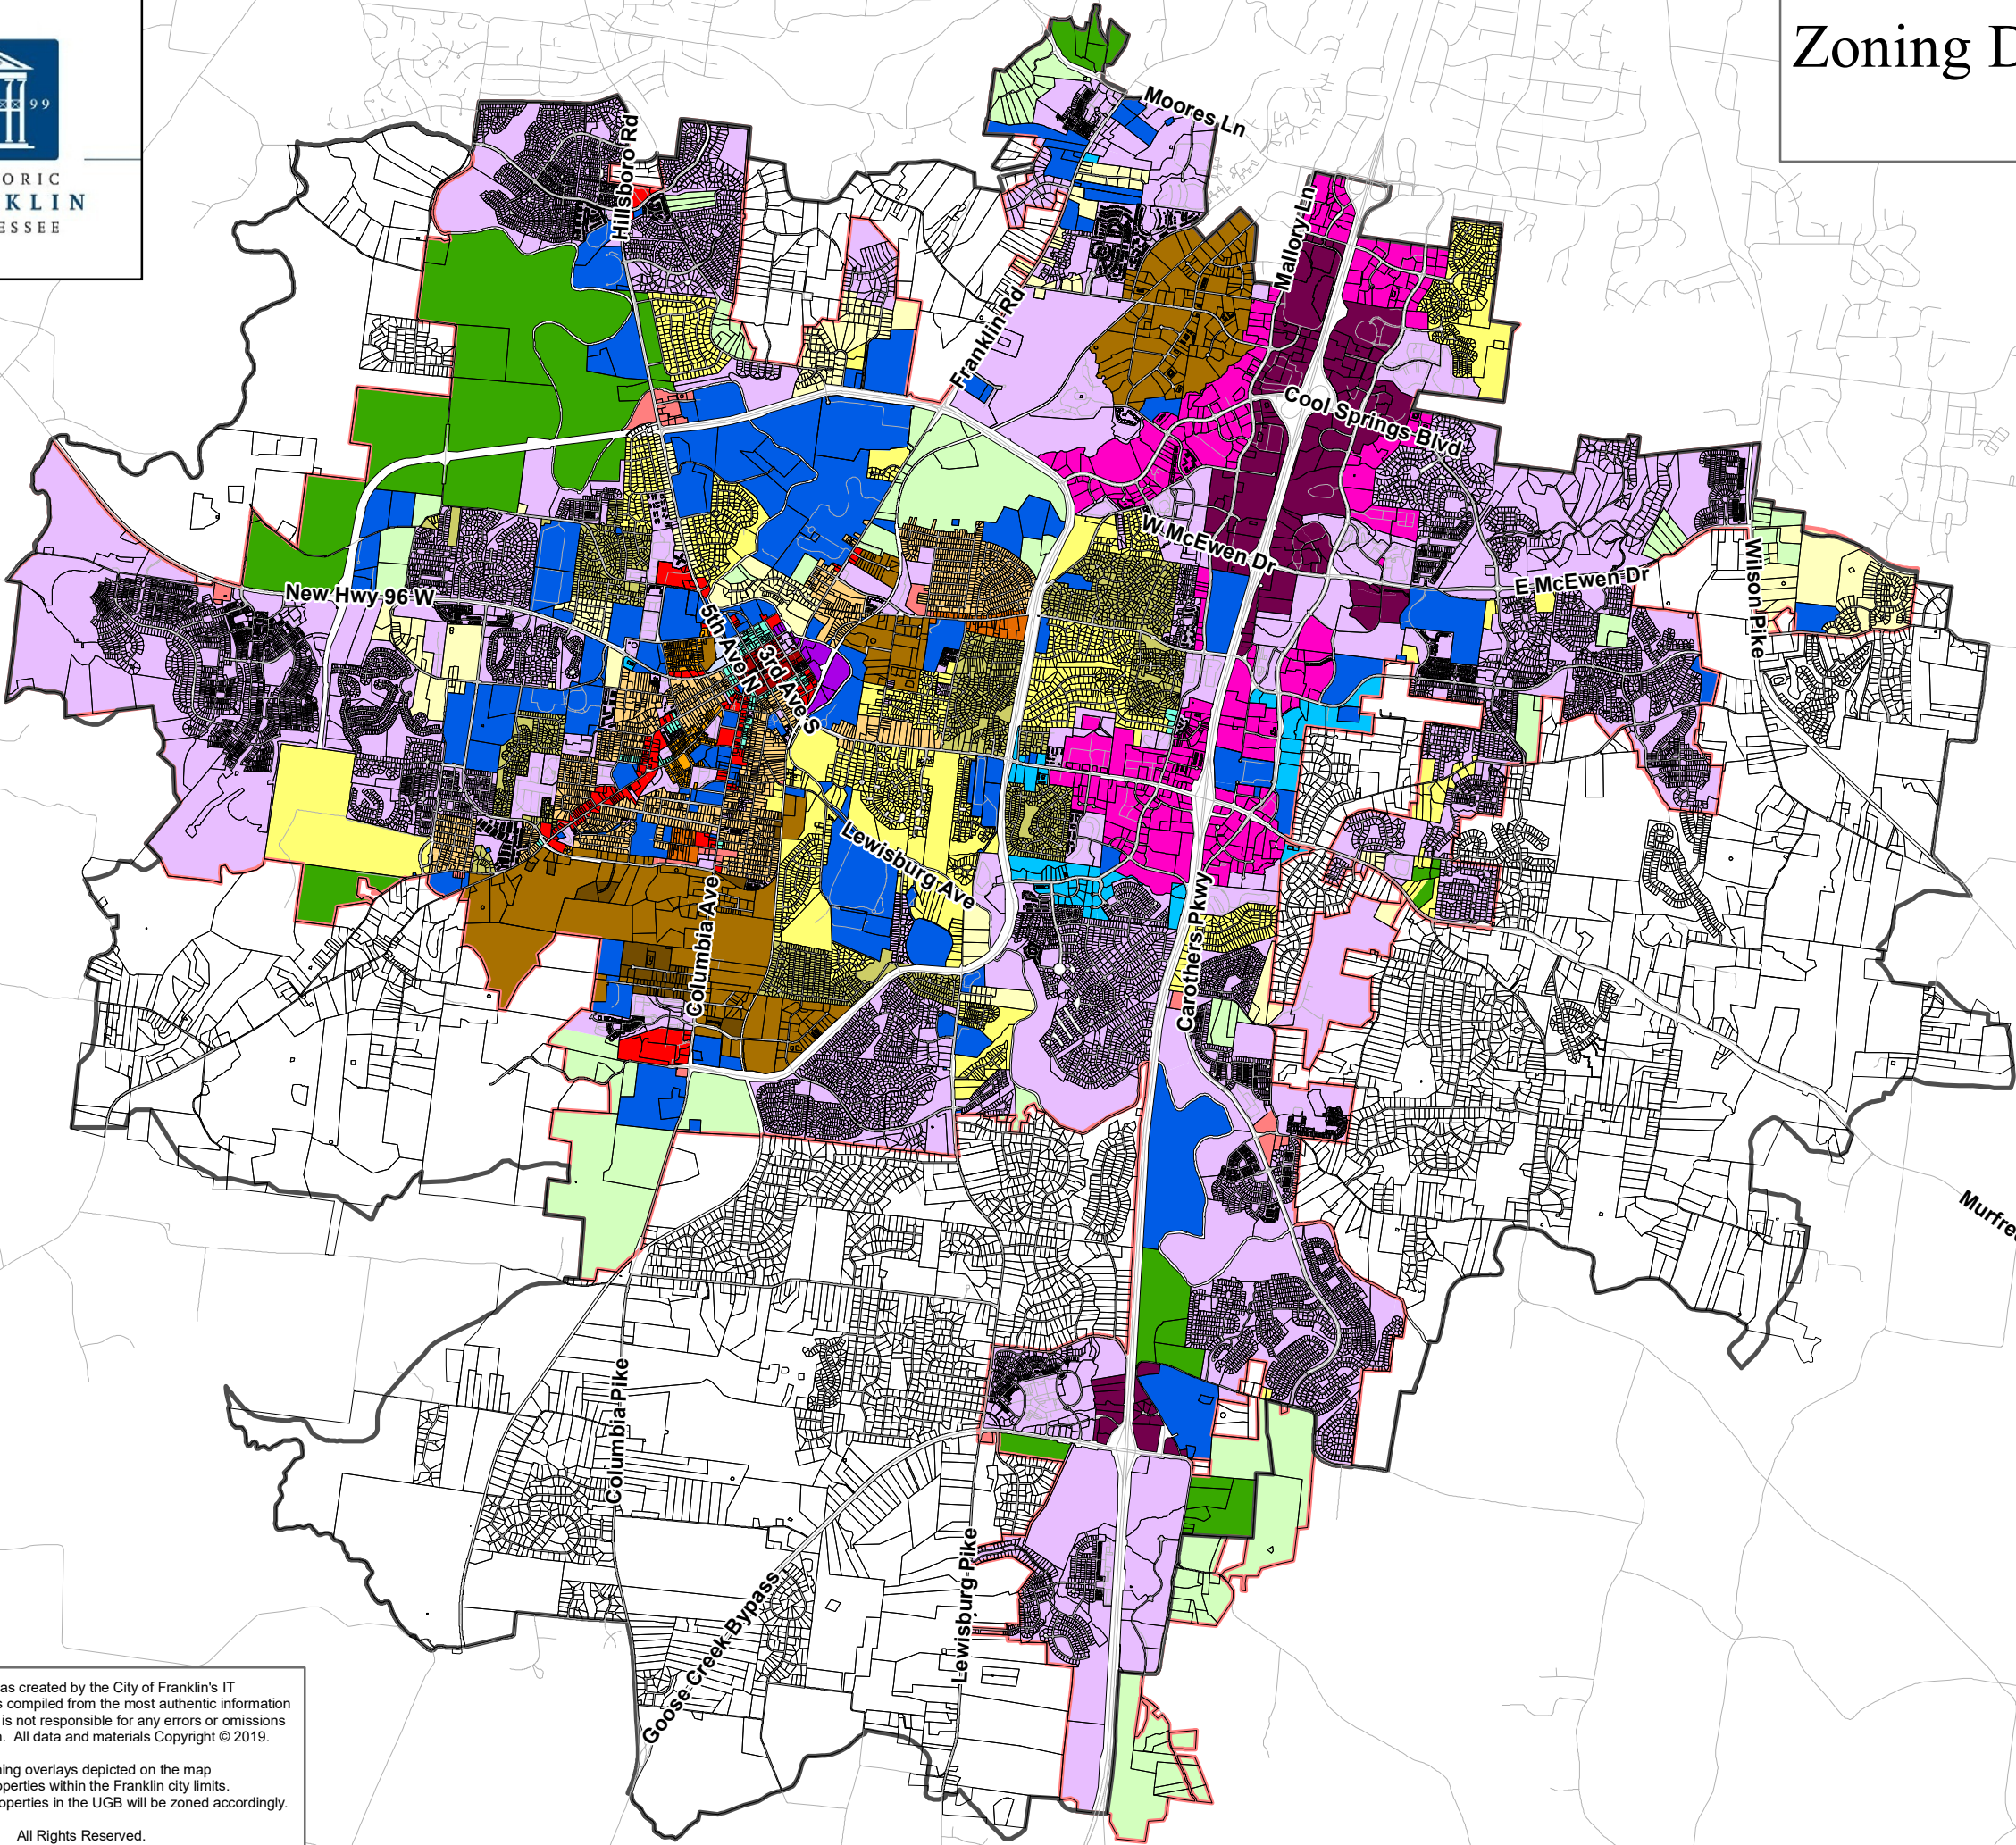 Zoning D
99
ORIC
KLIN
ESSEE
Moores Ln
Hillsboro Rd
Mallory Ln
Franklin Rd
Cool Springs Blvd
W McEwen Dr
E McEwen Dr
Wilson Pike
New Hwy 96 W
5th Ave N
3rd Ave S
Lewisburg Ave
Columbia Ave
Carothers Pkwy
Murfre
Columbia Pike
Lewisburg Pike
Goose Creek Bypass
as created by the City of Franklin's IT
s compiled from the most authentic information
is not responsible for any errors or omissions
. All data and materials Copyright © 2019.
ing overlays depicted on the map
operties within the Franklin city limits.
operties in the UGB will be zoned accordingly.
All Rights Reserved.